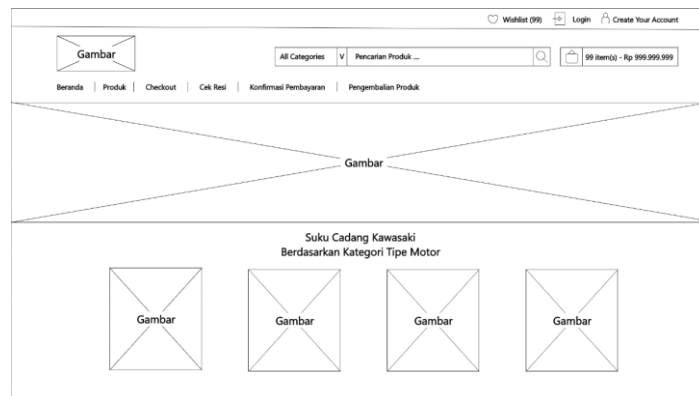 Wishlist (99) Login Create Your Account
Gambar
All Categories V Pencarian Produk ... 99 item(s) - Rp 999.999.999
Beranda Produk Checkout Cek Resi Konfirmasi Pembayaran Pengembalian Produk
Gambar
Suku Cadang Kawasaki
Berdasarkan Kategori Tipe Motor
Gambar Gambar Gambar Gambar